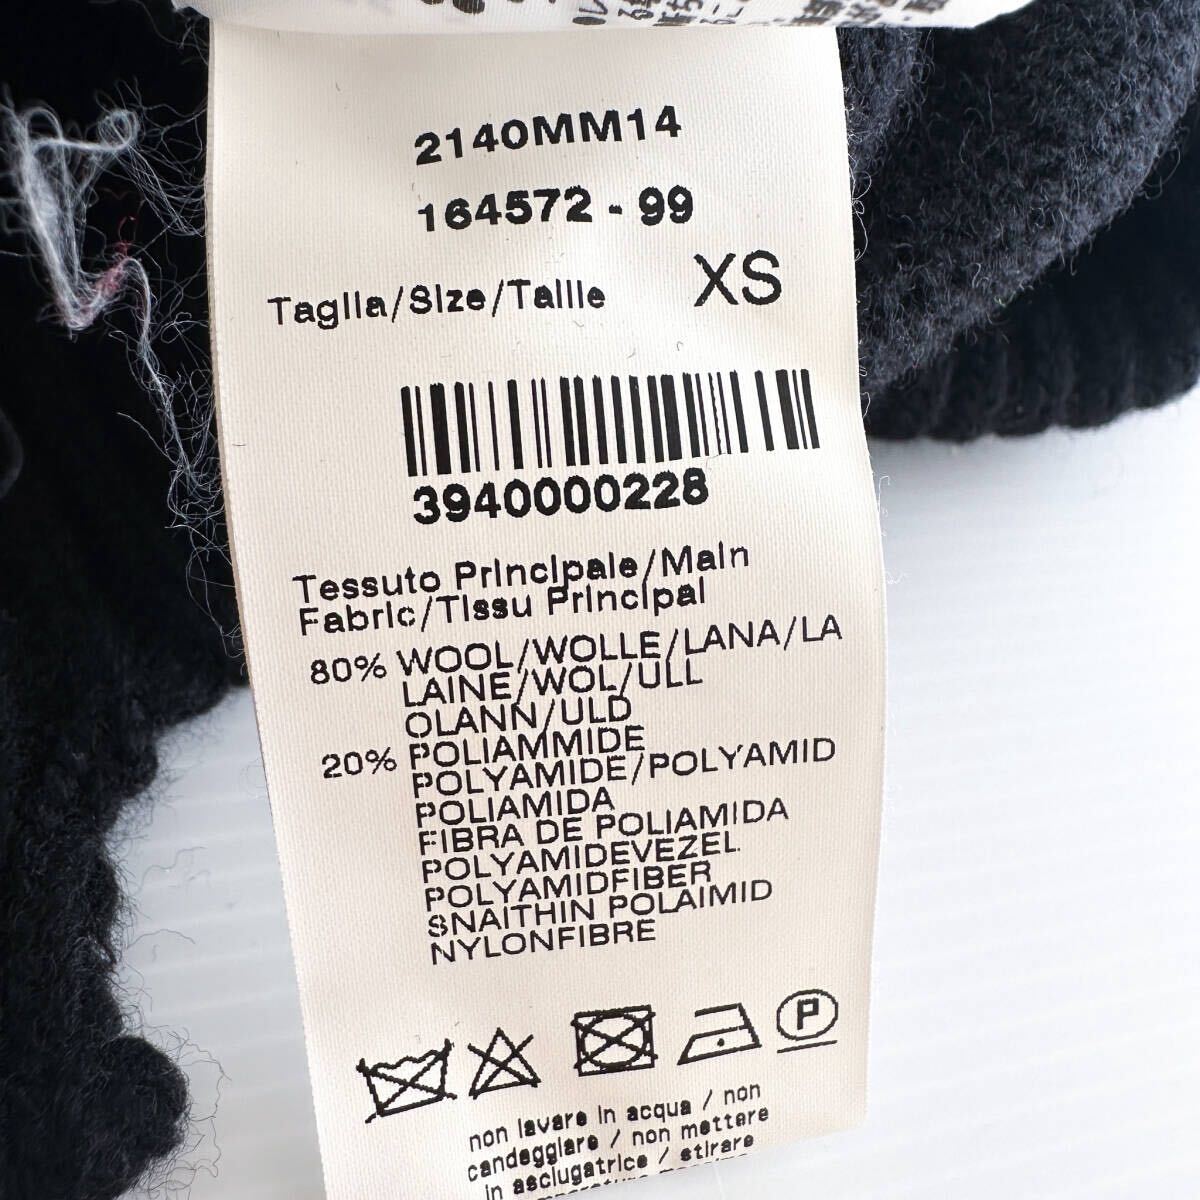 2140MM14
164572 - 99
Taglia/Size/Taille XS
3940000228
Tessuto Principale/Main
Fabric/Tissu Principal
80% WOOL/WOLLE/LANA/LA
LAINE/WOL/ULL
OLANN/ULD
20% POLIAMMIDE
POLYAMIDE/POLYAMID
POLIAMIDA
FIBRA DE POLIAMIDA
POLYAMIDEVEZEL
POLYAMIDFIBER
SNAITHIN POLAIMID
NYLONFIBRE
P
non lavare in acqua / non
candeggiare / non mettere
in asciugatrice / stirare